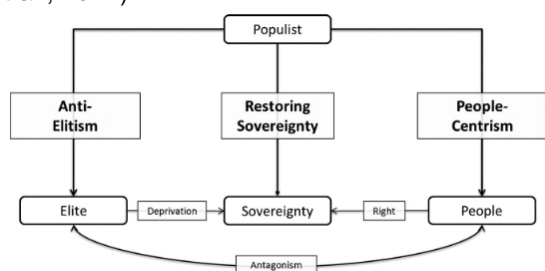 Populist
Anti-
Elitism
Restoring
Sovereignty
People-
Centrism
Elite
Deprivation
Sovereignty
Right
People
Antagonism